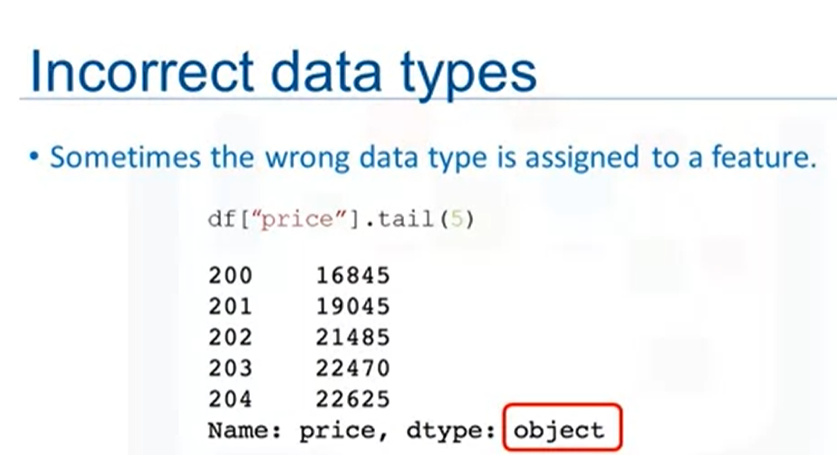 Incorrect data types
• Sometimes the wrong data type is assigned to a feature.
df[“price”].tail(5)
200 16845
201 19045
202 21485
203 22470
204 22625
Name: price, dtype: object